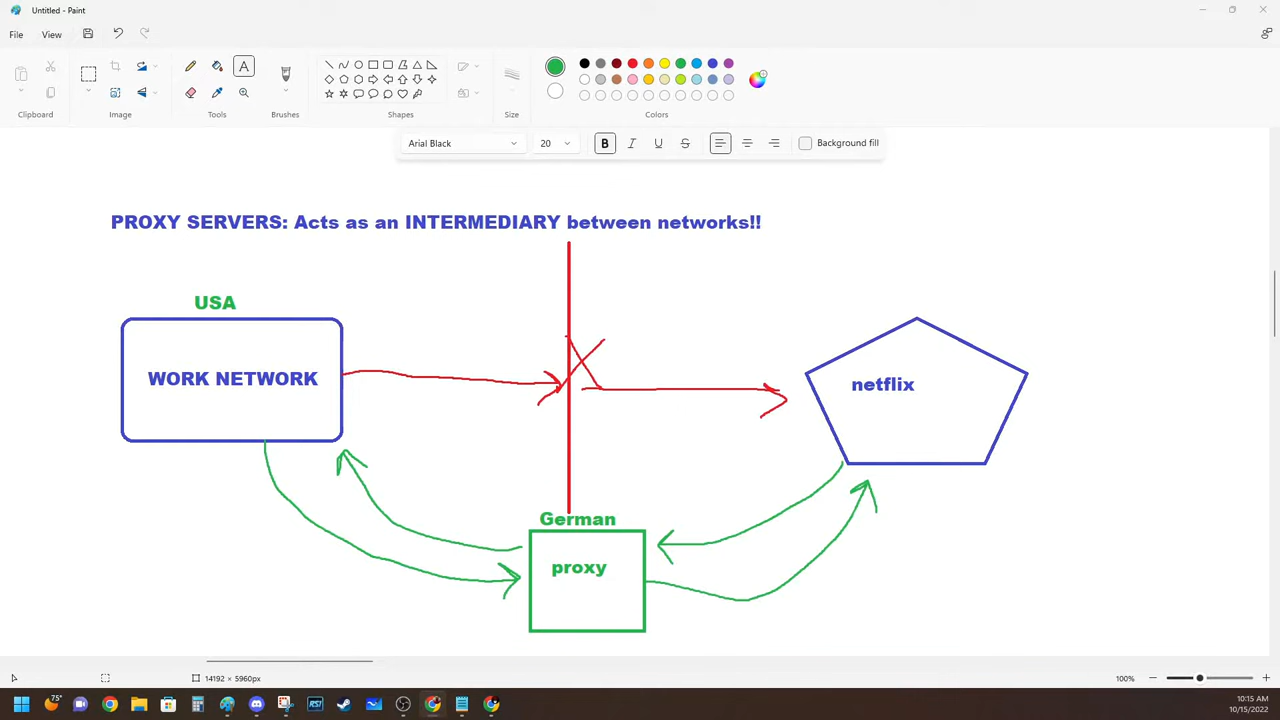 Untitled - Paint
File View
Clipboard Image Tools Brushes Shapes Size Colors
Arial Black 20 B I U S Background fill
PROXY SERVERS: Acts as an INTERMEDIARY between networks!!
USA
WORK NETWORK
netflix
German
proxy
14192 × 5960px 100%
75°
RSI
10:15 AM
10/15/2022